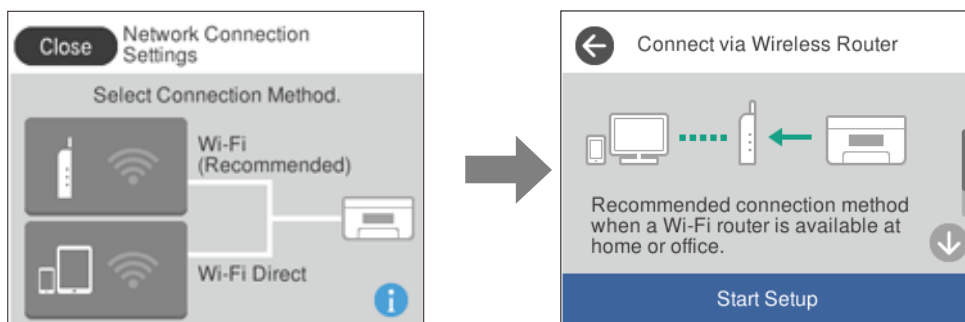 Close
Network Connection
Settings
Select Connection Method.
Wi-Fi
(Recommended)
Wi-Fi Direct
i
Connect via Wireless Router
Recommended connection method
when a Wi-Fi router is available at
home or office.
Start Setup